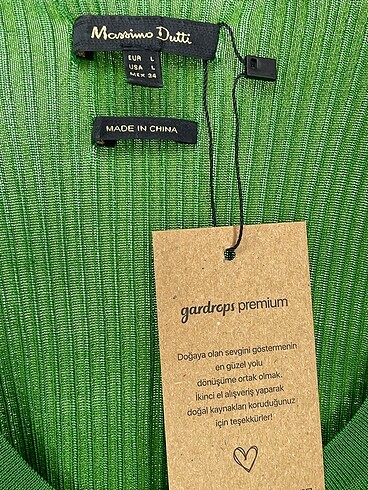 Massimo Dutti
EUR L
USA L
MEX 24
MADE IN CHINA
gardrops premium
Doğaya olan sevgini göstermenin
en güzel yolu
dönüşüme ortak olmak.
İkinci el alışveriş yaparak
doğal kaynakları koruduğunuz
için teşekkürler!